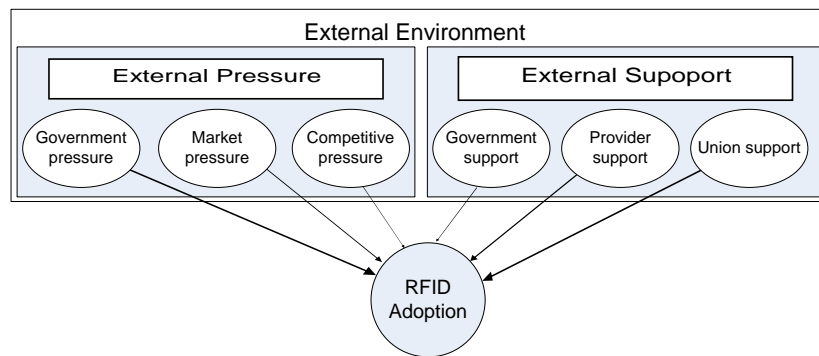 External Environment
External Pressure
External Supoport
Government
pressure
Market
pressure
Competitive
pressure
Government
support
Provider
support
Union support
RFID
Adoption